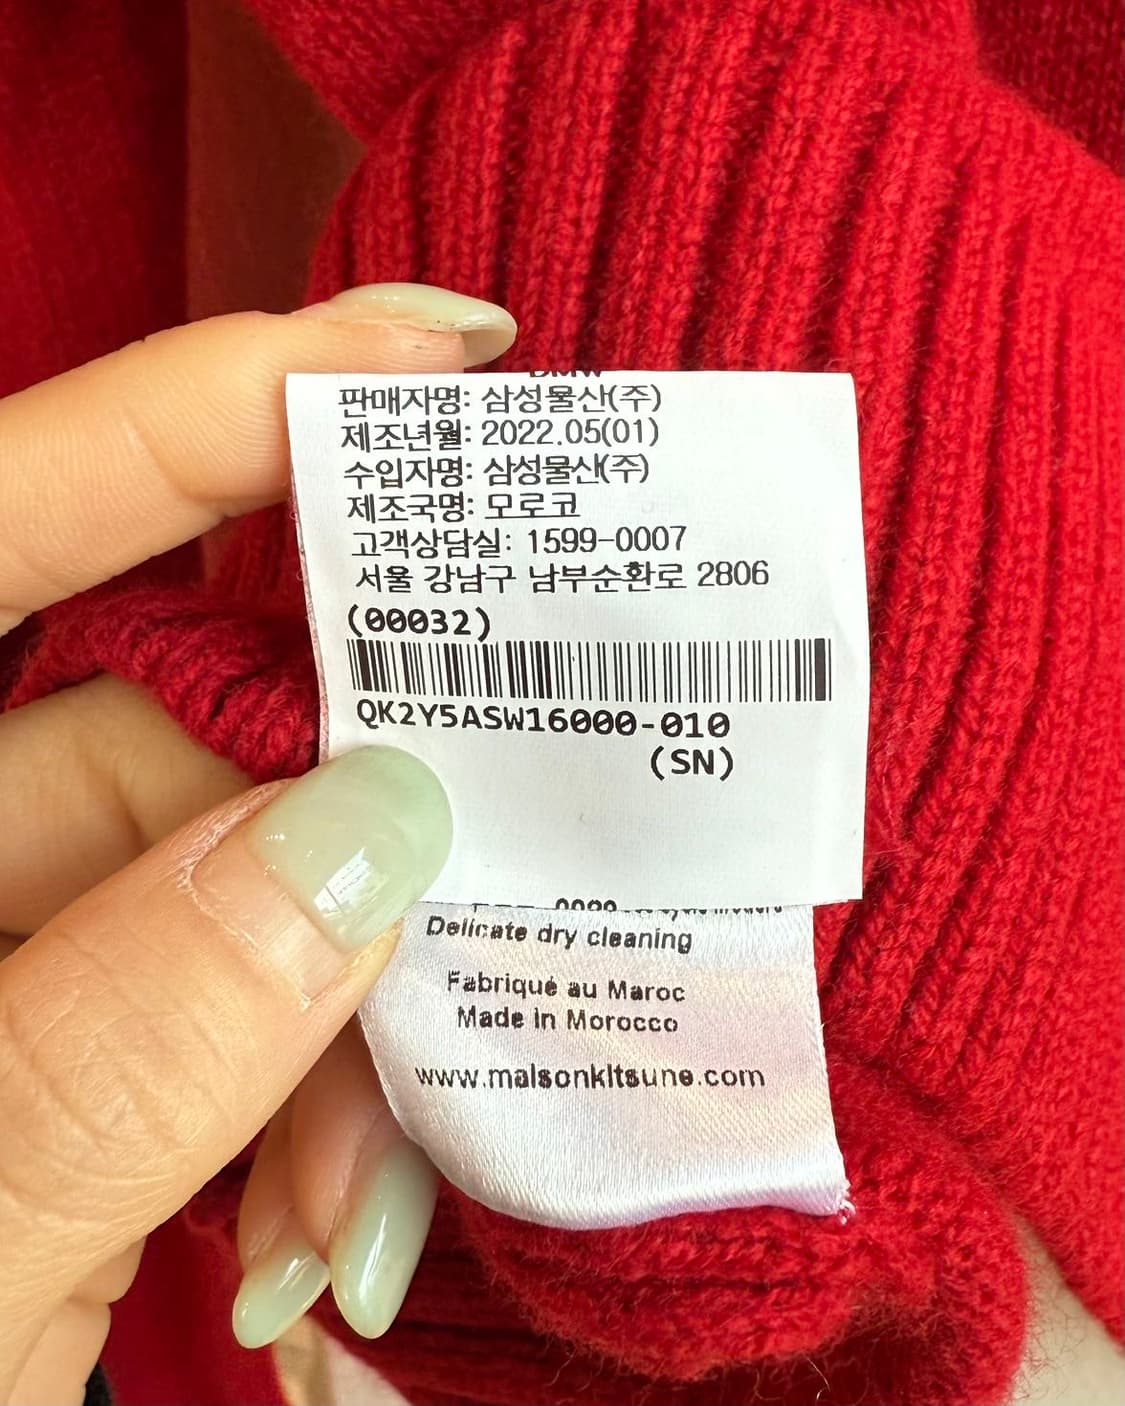 판매자명: 삼성물산(주)
제조년월: 2022.05(01)
수입자명: 삼성물산(주)
제조국명: 모로코
고객상담실: 1599-0007
서울 강남구 남부순환로 2806
(00032)
QK2Y5ASW16000-010
(SN)
Delicate dry cleaning
Fabriqué au Maroc
Made in Morocco
www.maisonkitsune.com